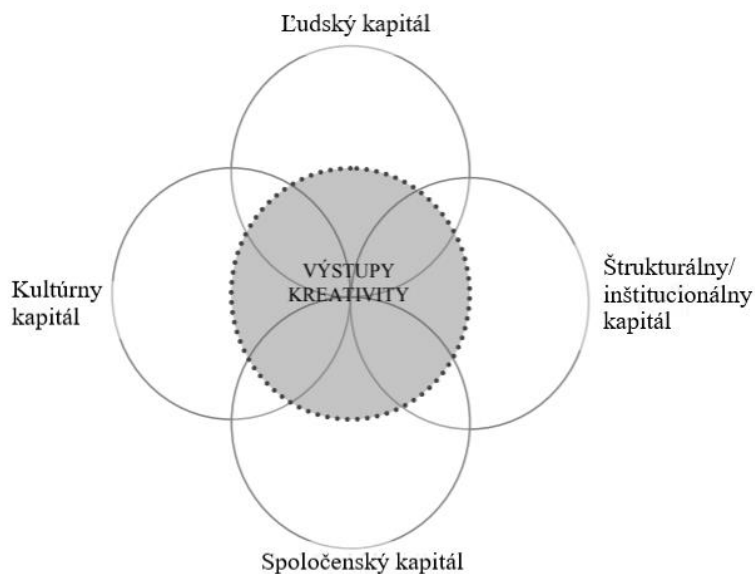 Ľudský kapitál
VÝSTUPY
KREATIVITY
Kultúrny
kapitál
Štrukturálny/
inštitucionálny
kapitál
Spoločenský kapitál